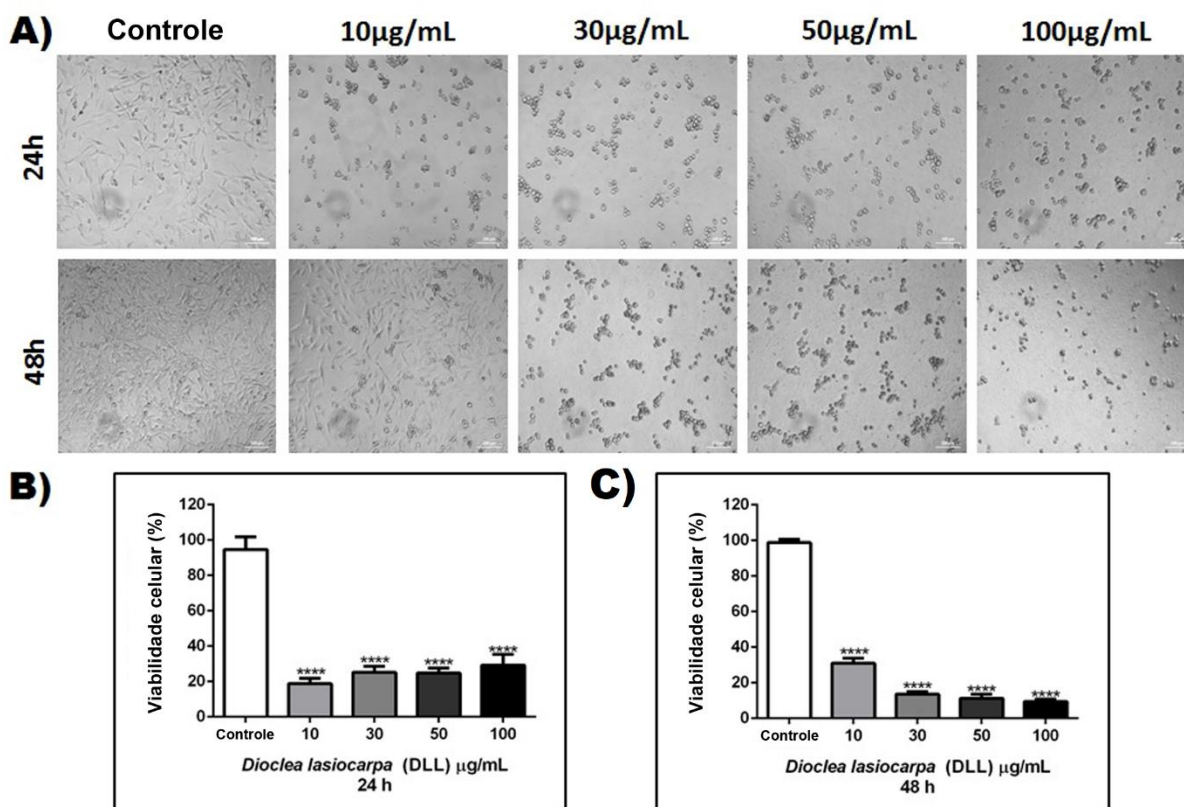 A)
Controle
10µg/mL
30µg/mL
50µg/mL
100µg/mL
24h
48h
B)
Viabilidade celular (%)
120
100
80
60
40
20
0
****
****
****
****
Controle
10
30
50
100
Dioclea lasiocarpa (DLL) µg/mL
24 h
C)
Viabilidade celular (%)
120
100
80
60
40
20
0
****
****
****
****
Controle
10
30
50
100
Dioclea lasiocarpa (DLL) µg/mL
48 h